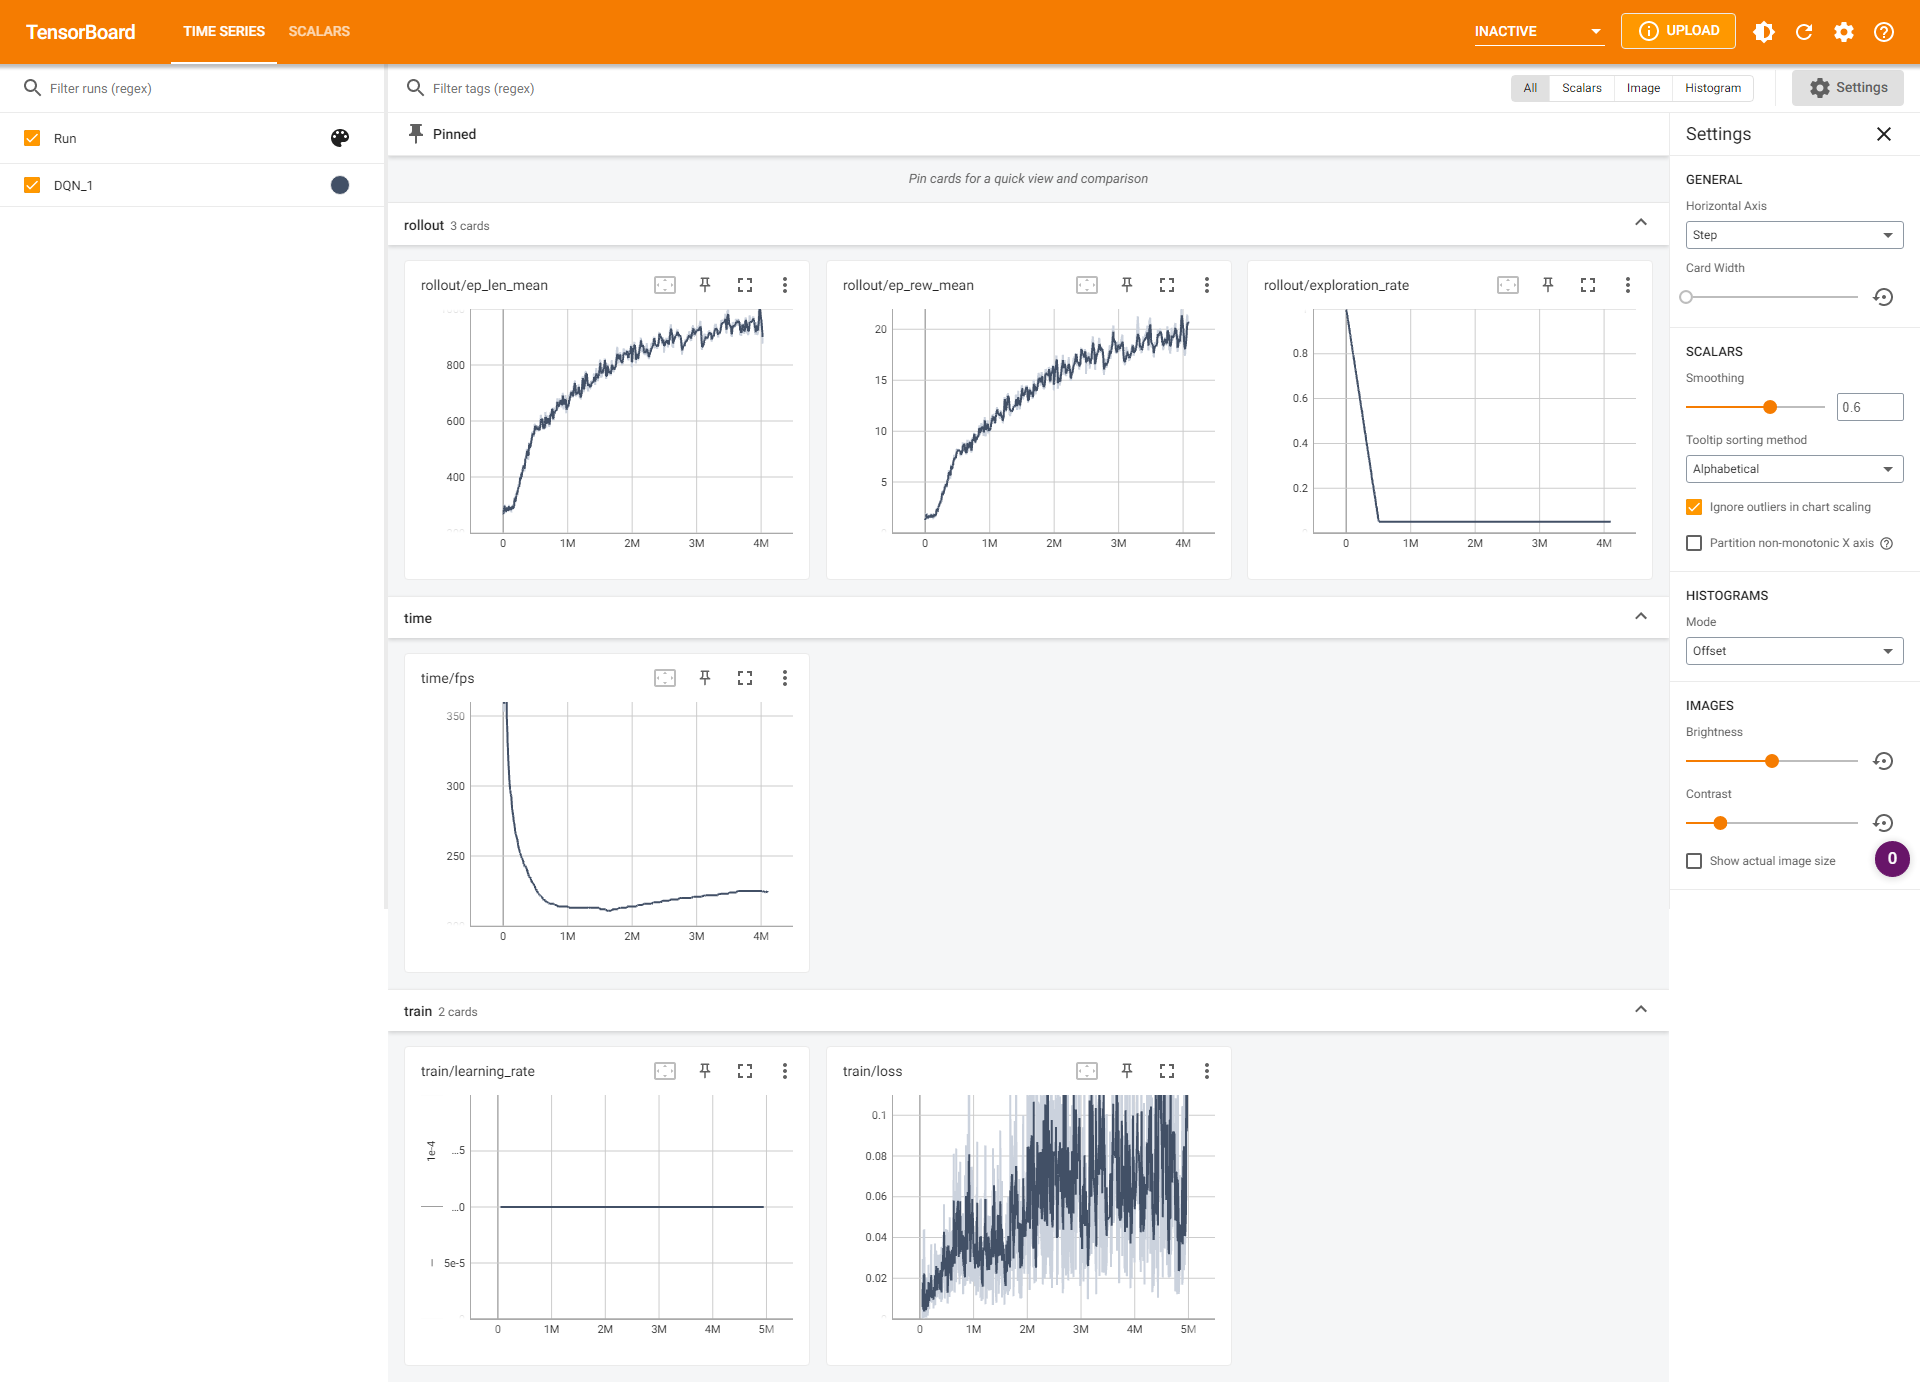 TensorBoard
TIME SERIES
SCALARS
INACTIVE
UPLOAD
Filter runs (regex)
Filter tags (regex)
All
Scalars
Image
Histogram
Settings
Run
DQN_1
Pinned
Pin cards for a quick view and comparison
rollout 3 cards
rollout/ep_len_mean
800
600
400
0 1M 2M 3M 4M
rollout/ep_rew_mean
20
15
10
5
0 1M 2M 3M 4M
rollout/exploration_rate
0.8
0.6
0.4
0.2
0 1M 2M 3M 4M
time
time/fps
350
300
250
0 1M 2M 3M 4M
train 2 cards
train/learning_rate
1e-4
...5
...0
5e-5
0 1M 2M 3M 4M 5M
train/loss
0.1
0.08
0.06
0.04
0.02
0 1M 2M 3M 4M 5M
Settings
GENERAL
Horizontal Axis
Step
Card Width
SCALARS
Smoothing
0.6
Tooltip sorting method
Alphabetical
Ignore outliers in chart scaling
Partition non-monotonic X axis
HISTOGRAMS
Mode
Offset
IMAGES
Brightness
Contrast
Show actual image size
0